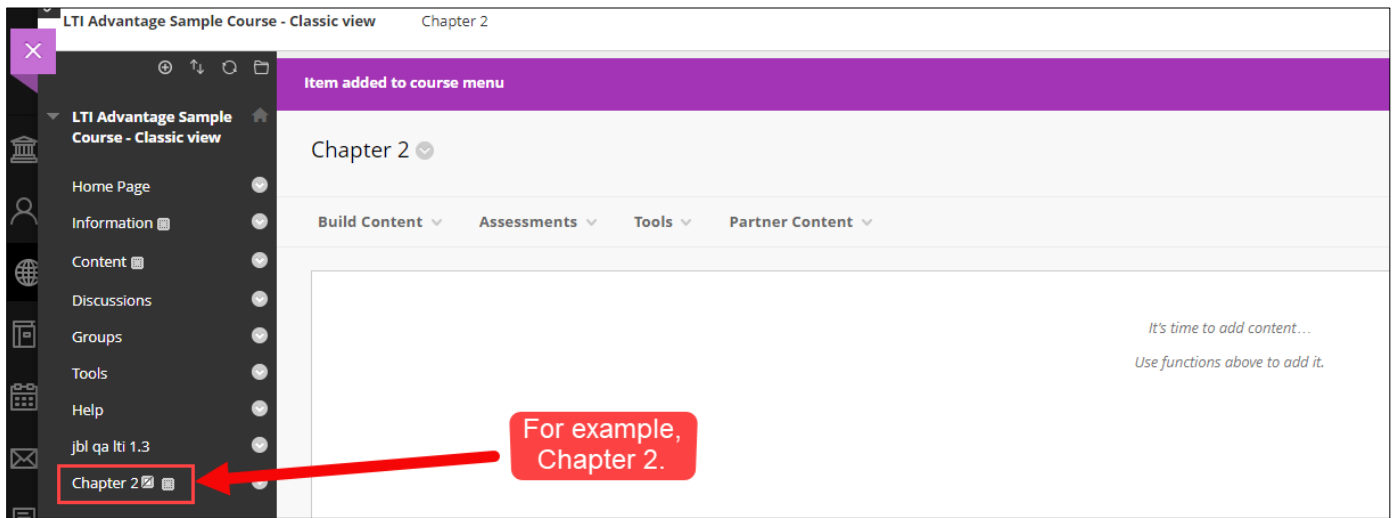 LTI Advantage Sample Course - Classic view Chapter 2
Item added to course menu
LTI Advantage Sample
Course - Classic view
Home Page
Information
Content
Discussions
Groups
Tools
Help
jbl qa lti 1.3
Chapter 2
Chapter 2
Build Content Assessments Tools Partner Content
It's time to add content...
Use functions above to add it.
For example,
Chapter 2.